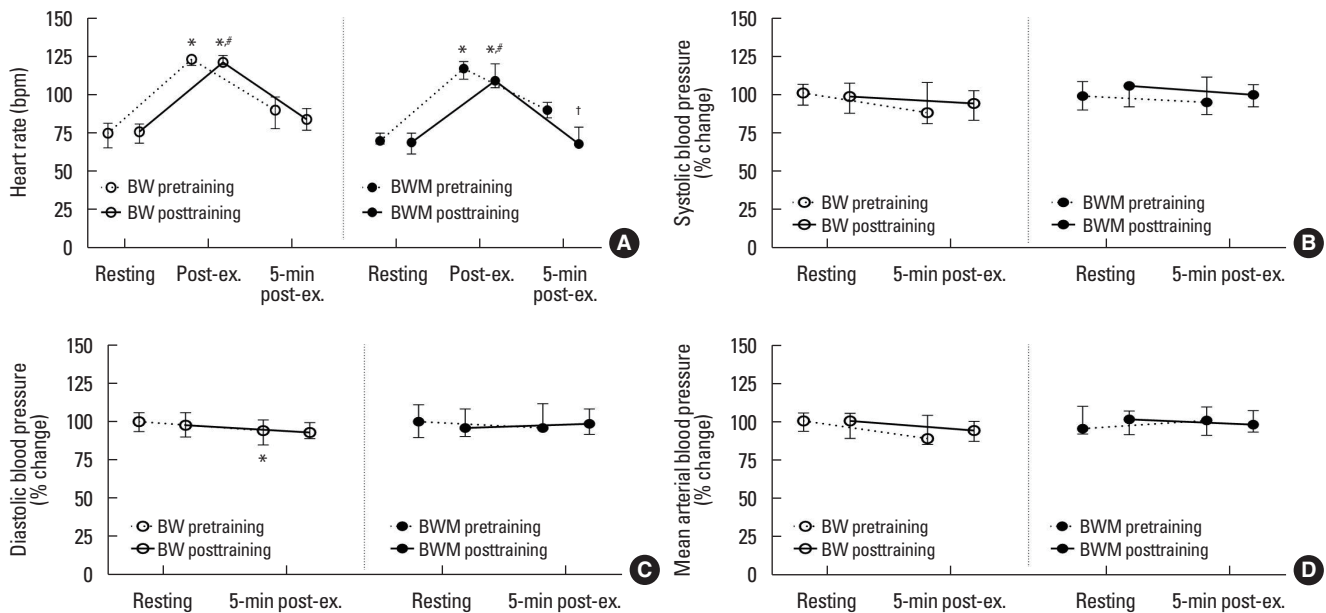 150
125
100
75
50
25
0
Heart rate (bpm)
*
*,#
*
*,#
†
BW pretraining
BW posttraining
BWM pretraining
BWM posttraining
Resting
Post-ex.
5-min
post-ex.
Resting
Post-ex.
5-min
post-ex.
A
150
125
100
75
50
25
0
Systolic blood pressure
(% change)
BW pretraining
BW posttraining
BWM pretraining
BWM posttraining
Resting
5-min post-ex.
Resting
5-min post-ex.
B
150
125
100
75
50
25
0
Diastolic blood pressure
(% change)
*
BW pretraining
BW posttraining
BWM pretraining
BWM posttraining
Resting
5-min post-ex.
Resting
5-min post-ex.
C
150
125
100
75
50
25
0
Mean arterial blood pressure
(% change)
BW pretraining
BW posttraining
BWM pretraining
BWM posttraining
Resting
5-min post-ex.
Resting
5-min post-ex.
D